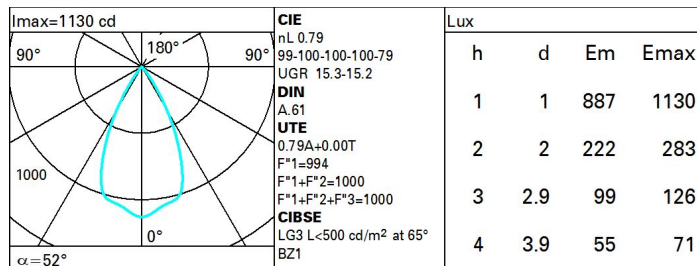 Imax=1130 cd
90°
180°
90°
1000
0°
α=52°
CIE
nL 0.79
99-100-100-100-79
UGR 15.3-15.2
DIN
A.61
UTE
0.79A+0.00T
F"1=994
F"1+F"2=1000
F"1+F"2+F"3=1000
CIBSE
LG3 L<500 cd/m² at 65°
BZ1
Lux
h d Em Emax
1 1 887 1130
2 2 222 283
3 2.9 99 126
4 3.9 55 71